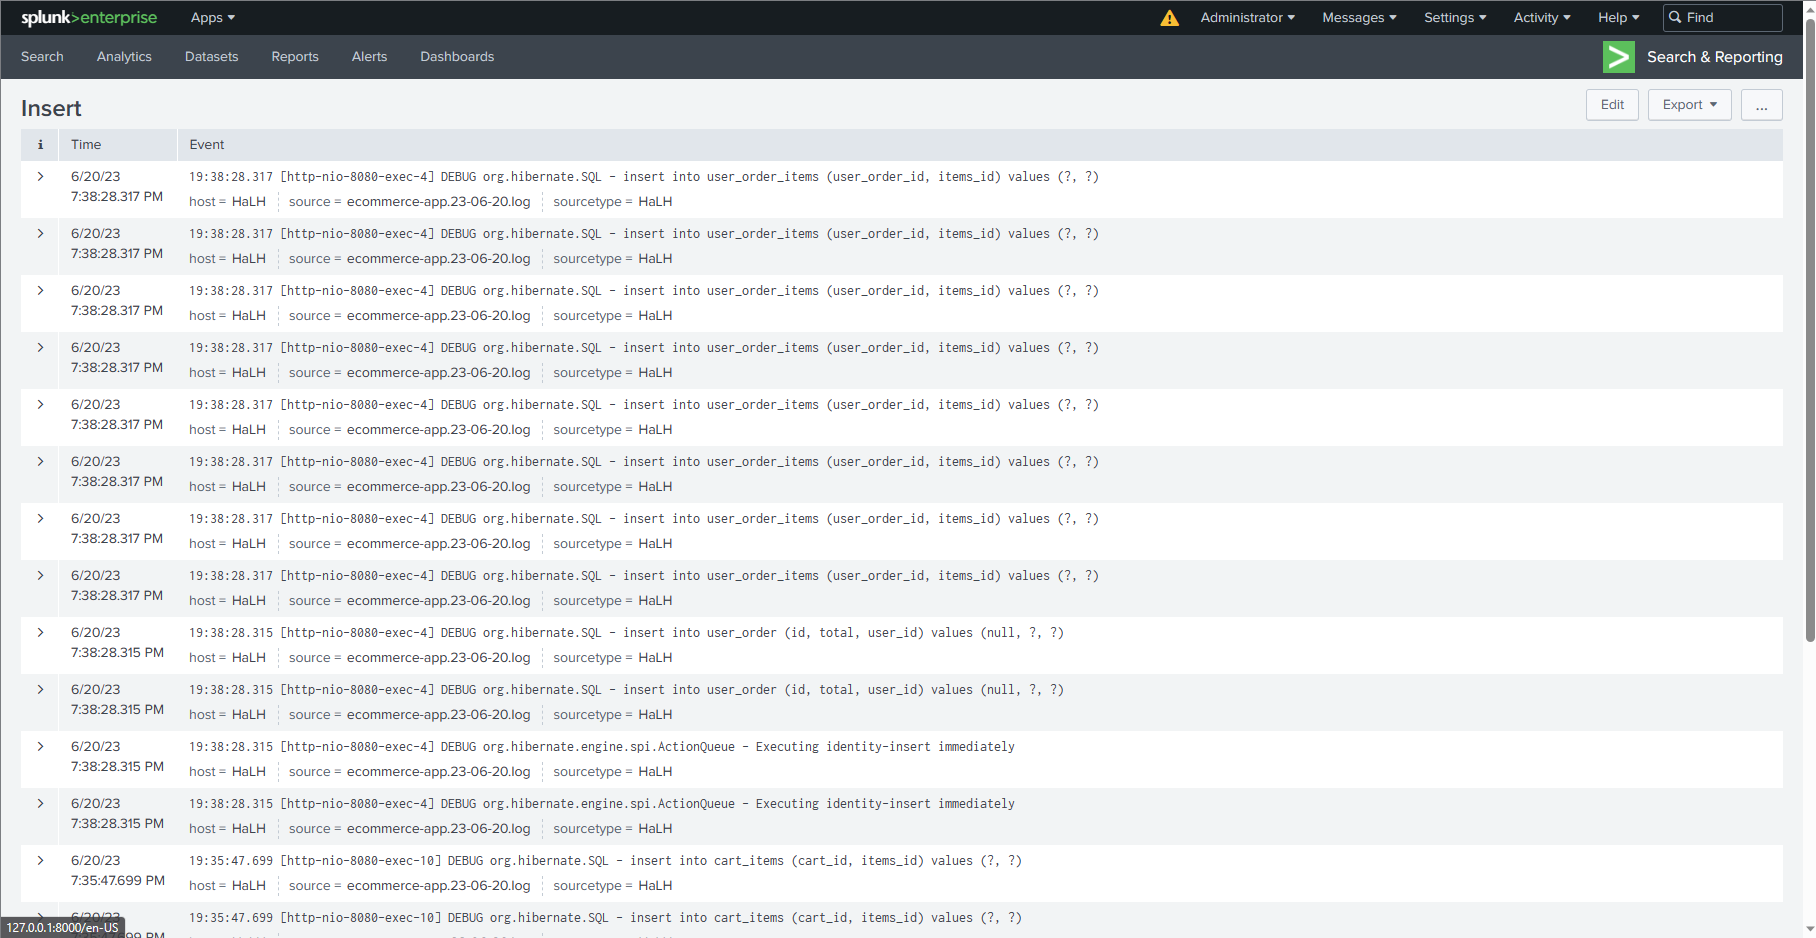 splunk>enterprise Apps Administrator Messages Settings Activity Help Find
Search Analytics Datasets Reports Alerts Dashboards Search & Reporting
Insert Edit Export ...
i Time Event
6/20/23 19:38:28.317 [http-nio-8080-exec-4] DEBUG org.hibernate.SQL - insert into user_order_items (user_order_id, items_id) values (?, ?)
7:38:28.317 PM host = HaLH source = ecommerce-app.23-06-20.log sourcetype = HaLH
6/20/23 19:38:28.317 [http-nio-8080-exec-4] DEBUG org.hibernate.SQL - insert into user_order_items (user_order_id, items_id) values (?, ?)
7:38:28.317 PM host = HaLH source = ecommerce-app.23-06-20.log sourcetype = HaLH
6/20/23 19:38:28.317 [http-nio-8080-exec-4] DEBUG org.hibernate.SQL - insert into user_order_items (user_order_id, items_id) values (?, ?)
7:38:28.317 PM host = HaLH source = ecommerce-app.23-06-20.log sourcetype = HaLH
6/20/23 19:38:28.317 [http-nio-8080-exec-4] DEBUG org.hibernate.SQL - insert into user_order_items (user_order_id, items_id) values (?, ?)
7:38:28.317 PM host = HaLH source = ecommerce-app.23-06-20.log sourcetype = HaLH
6/20/23 19:38:28.317 [http-nio-8080-exec-4] DEBUG org.hibernate.SQL - insert into user_order_items (user_order_id, items_id) values (?, ?)
7:38:28.317 PM host = HaLH source = ecommerce-app.23-06-20.log sourcetype = HaLH
6/20/23 19:38:28.317 [http-nio-8080-exec-4] DEBUG org.hibernate.SQL - insert into user_order_items (user_order_id, items_id) values (?, ?)
7:38:28.317 PM host = HaLH source = ecommerce-app.23-06-20.log sourcetype = HaLH
6/20/23 19:38:28.317 [http-nio-8080-exec-4] DEBUG org.hibernate.SQL - insert into user_order_items (user_order_id, items_id) values (?, ?)
7:38:28.317 PM host = HaLH source = ecommerce-app.23-06-20.log sourcetype = HaLH
6/20/23 19:38:28.317 [http-nio-8080-exec-4] DEBUG org.hibernate.SQL - insert into user_order_items (user_order_id, items_id) values (?, ?)
7:38:28.317 PM host = HaLH source = ecommerce-app.23-06-20.log sourcetype = HaLH
6/20/23 19:38:28.315 [http-nio-8080-exec-4] DEBUG org.hibernate.SQL - insert into user_order (id, total, user_id) values (null, ?, ?)
7:38:28.315 PM host = HaLH source = ecommerce-app.23-06-20.log sourcetype = HaLH
6/20/23 19:38:28.315 [http-nio-8080-exec-4] DEBUG org.hibernate.SQL - insert into user_order (id, total, user_id) values (null, ?, ?)
7:38:28.315 PM host = HaLH source = ecommerce-app.23-06-20.log sourcetype = HaLH
6/20/23 19:38:28.315 [http-nio-8080-exec-4] DEBUG org.hibernate.engine.spi.ActionQueue - Executing identity-insert immediately
7:38:28.315 PM host = HaLH source = ecommerce-app.23-06-20.log sourcetype = HaLH
6/20/23 19:38:28.315 [http-nio-8080-exec-4] DEBUG org.hibernate.engine.spi.ActionQueue - Executing identity-insert immediately
7:38:28.315 PM host = HaLH source = ecommerce-app.23-06-20.log sourcetype = HaLH
6/20/23 19:35:47.699 [http-nio-8080-exec-10] DEBUG org.hibernate.SQL - insert into cart_items (cart_id, items_id) values (?, ?)
7:35:47.699 PM host = HaLH source = ecommerce-app.23-06-20.log sourcetype = HaLH
6/20/23 19:35:47.699 [http-nio-8080-exec-10] DEBUG org.hibernate.SQL - insert into cart_items (cart_id, items_id) values (?, ?)
127.0.0.1:8000/en-US